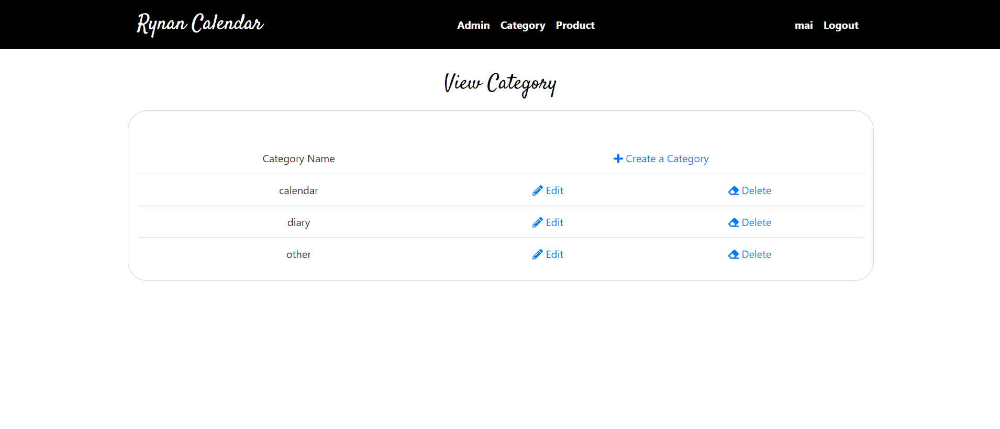 Rynan Calendar Admin Category Product mai Logout
View Category
Category Name Create a Category
calendar Edit Delete
diary Edit Delete
other Edit Delete